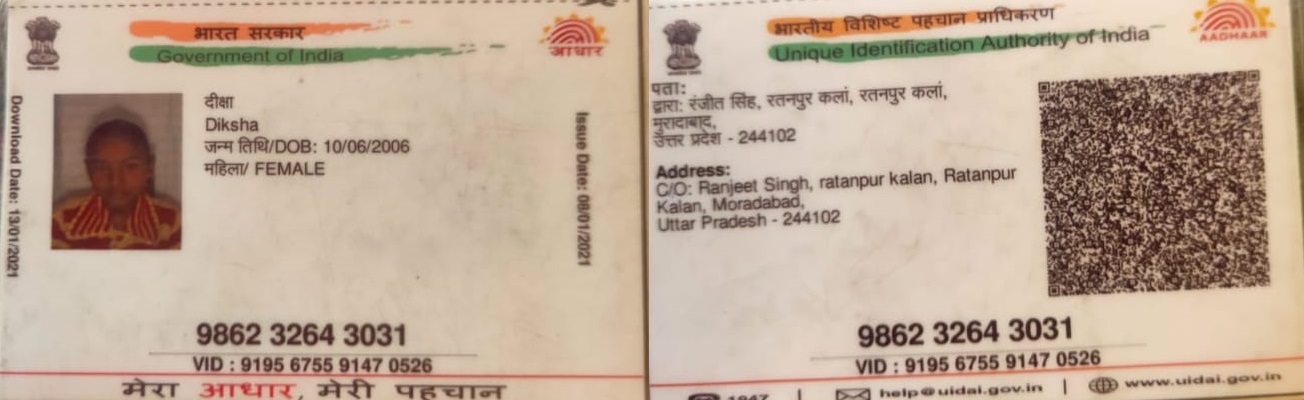 भारत सरकार
Government of India
आधार
Download Date: 13/01/2021
दीक्षा
Diksha
जन्म तिथि/DOB: 10/06/2006
महिला/ FEMALE
Issue Date: 08/01/2021
9862 3264 3031
VID : 9195 6755 9147 0526
मेरा आधार, मेरी पहचान
भारतीय विशिष्ट पहचान प्राधिकरण
Unique Identification Authority of India
AADHAAR
पता:
द्वारा: रंजीत सिंह, रतनपुर कलां, रतनपुर कलां,
मुरादाबाद,
उत्तर प्रदेश - 244102
Address:
C/O: Ranjeet Singh, ratanpur kalan, Ratanpur
Kalan, Moradabad,
Uttar Pradesh - 244102
9862 3264 3031
VID : 9195 6755 9147 0526
1947 | help@uidai.gov.in | www.uidai.gov.in